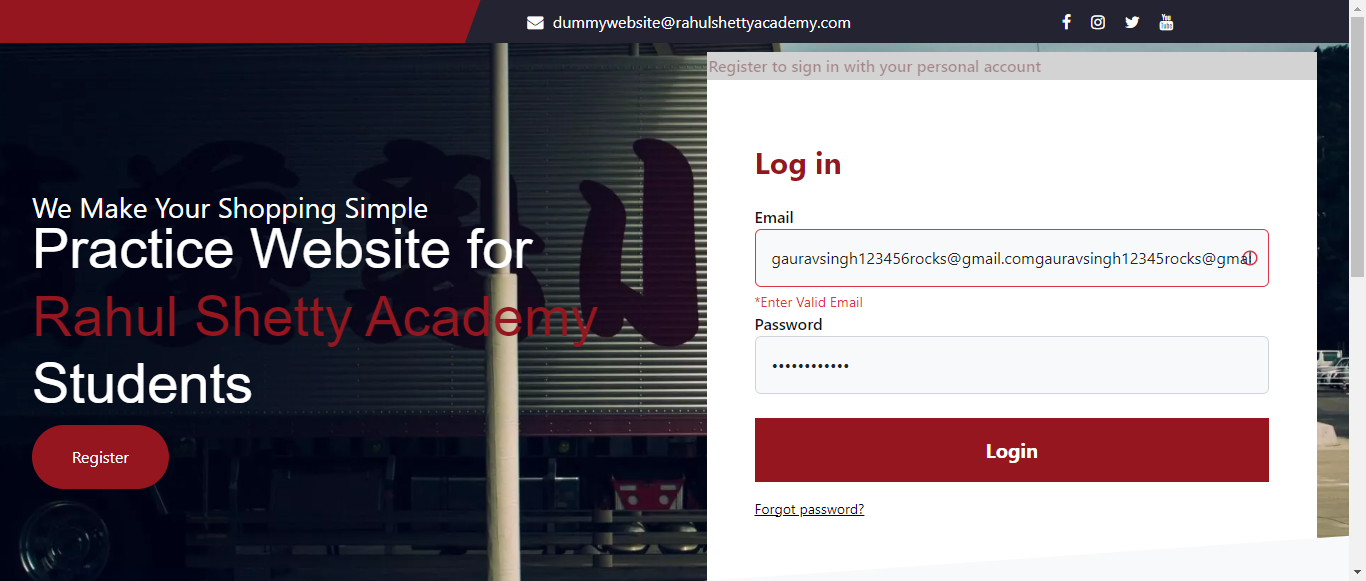 dummywebsite@rahulshettyacademy.com
Register to sign in with your personal account
We Make Your Shopping Simple
Practice Website for
Rahul Shetty Academy
Students
Register
Log in
Email
gauravsingh123456rocks@gmail.comgauravsingh12345rocks@gmai
*Enter Valid Email
Password
••••••••••••
Login
Forgot password?